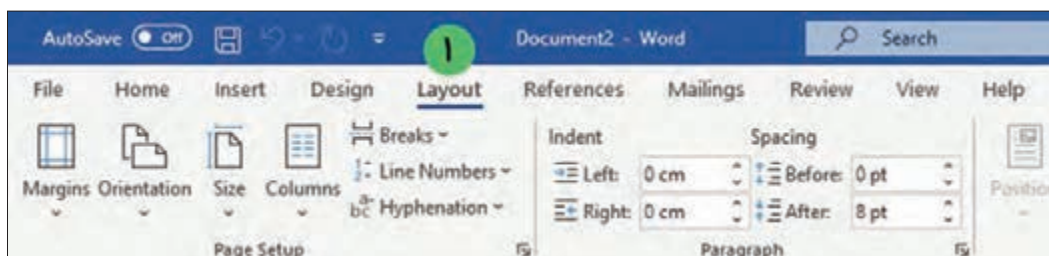 AutoSave Off Document2 - Word Search
۱
File Home Insert Design Layout References Mailings Review View Help
Margins Orientation Size Columns
Breaks
Line Numbers
Hyphenation
Page Setup
Indent Spacing
Left: 0 cm Before: 0 pt
Right: 0 cm After: 8 pt
Paragraph
Position